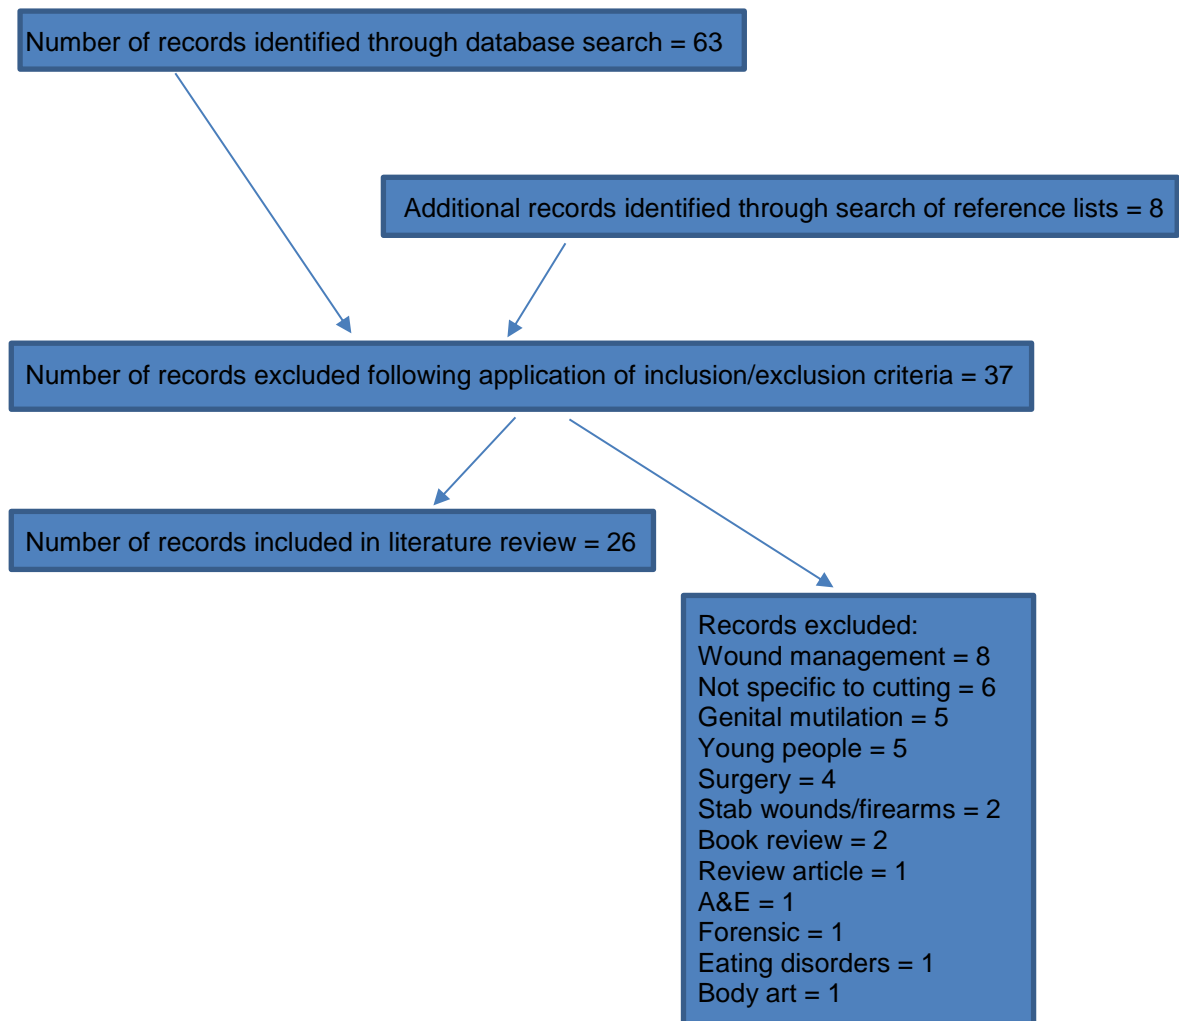 Number of records identified through database search = 63
Additional records identified through search of reference lists = 8
Number of records excluded following application of inclusion/exclusion criteria = 37
Number of records included in literature review = 26
Records excluded:
Wound management = 8
Not specific to cutting = 6
Genital mutilation = 5
Young people = 5
Surgery = 4
Stab wounds/firearms = 2
Book review = 2
Review article = 1
A&E = 1
Forensic = 1
Eating disorders = 1
Body art = 1